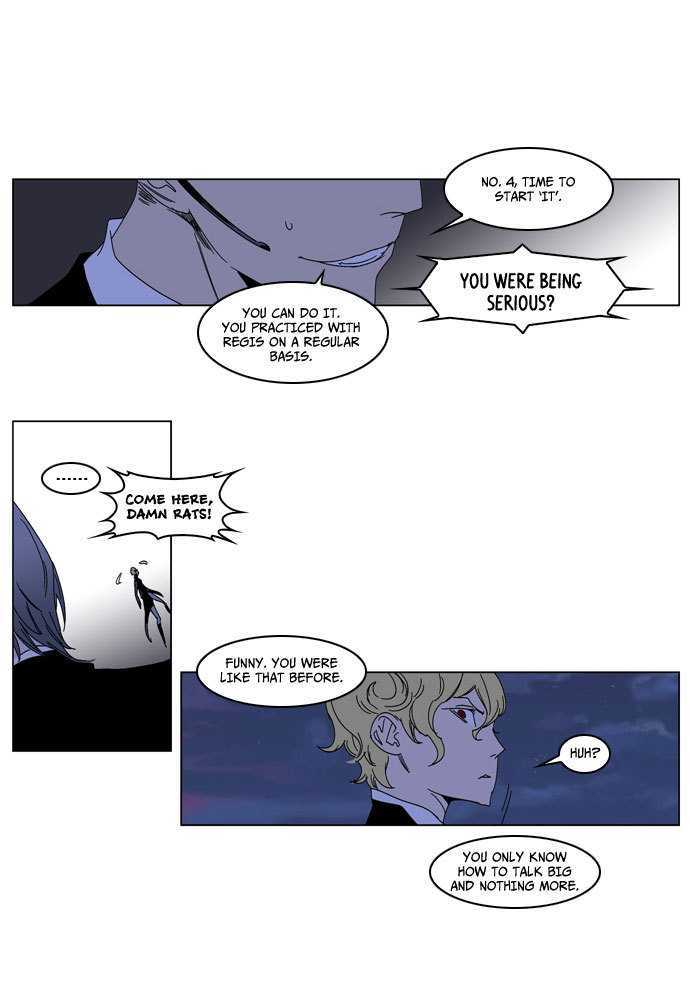 NO. 4, TIME TO
START 'IT'.
YOU WERE BEING
SERIOUS?
YOU CAN DO IT.
YOU PRACTICED WITH
REGIS ON A REGULAR
BASIS.
------
COME HERE,
DAMN RATS!
FUNNY. YOU WERE
LIKE THAT BEFORE.
HUH?
YOU ONLY KNOW
HOW TO TALK BIG
AND NOTHING MORE.